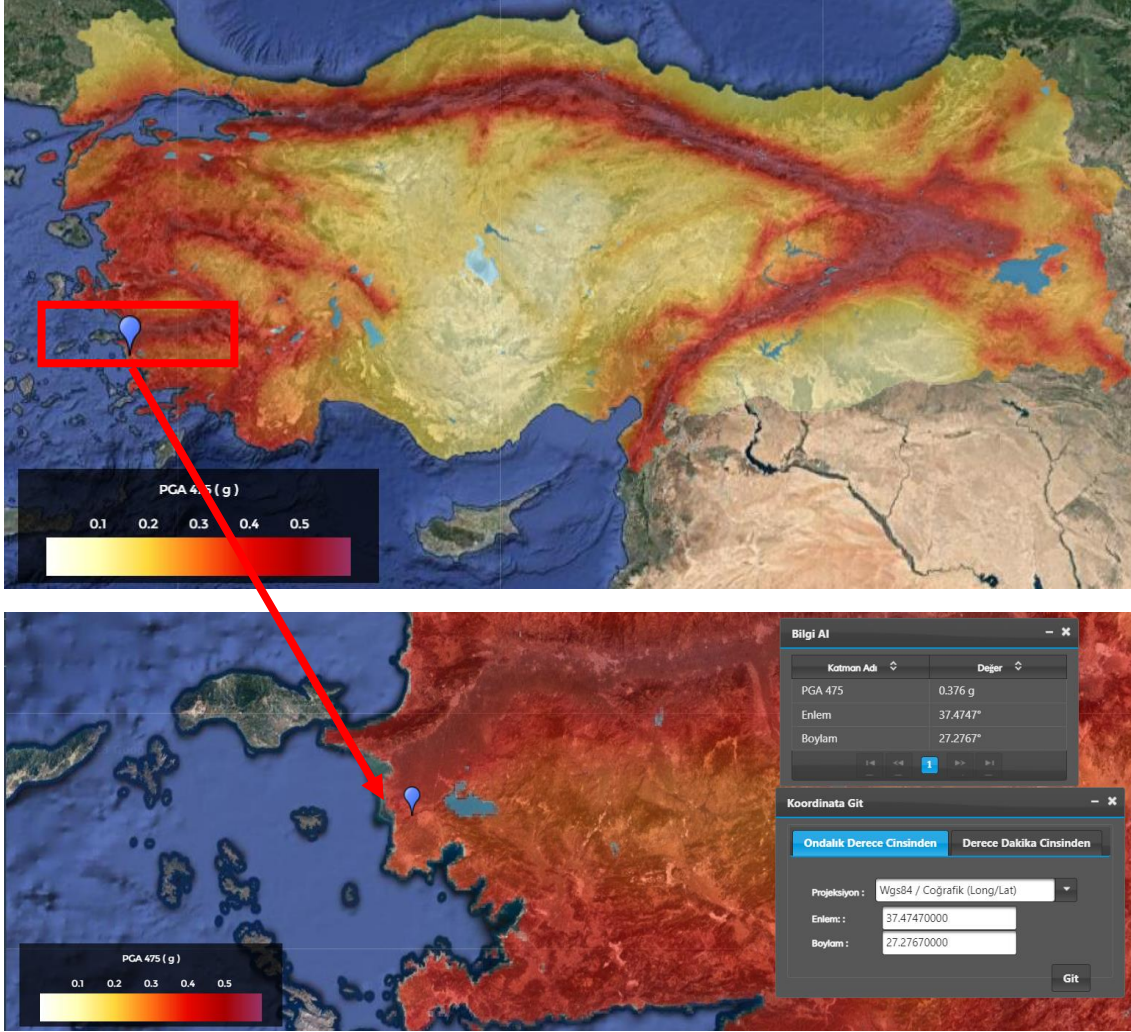 PGA 475 ( g )
0.1 0.2 0.3 0.4 0.5
Bilgi Al
Katman Adı Değer
PGA 475 0.376 g
Enlem 37.4747°
Boylam 27.2767°
1
Koordinata Git
Ondalık Derece Cinsinden Derece Dakika Cinsinden
Projeksiyon : Wgs84 / Coğrafik (Long/Lat)
Enlem: : 37.47470000
Boylam : 27.27670000
Git
PGA 475 ( g )
0.1 0.2 0.3 0.4 0.5